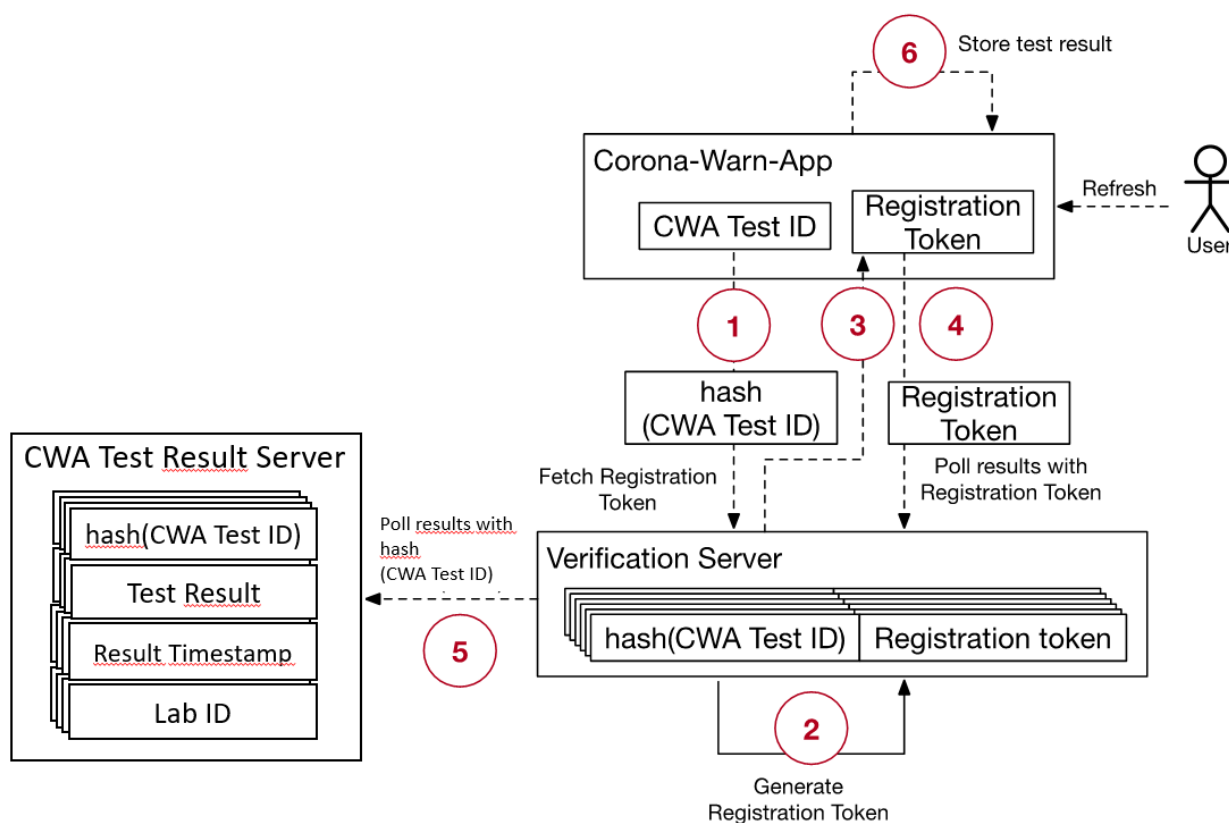 6
Store test result
Corona-Warn-App
CWA Test ID
Registration
Token
Refresh
User
1
3
4
hash
(CWA Test ID)
Registration
Token
Fetch Registration
Token
Poll results with
Registration Token
CWA Test Result Server
hash(CWA Test ID)
Test Result
Result Timestamp
Lab ID
Poll results with
hash
(CWA Test ID)
5
Verification Server
hash(CWA Test ID)
Registration token
2
Generate
Registration Token